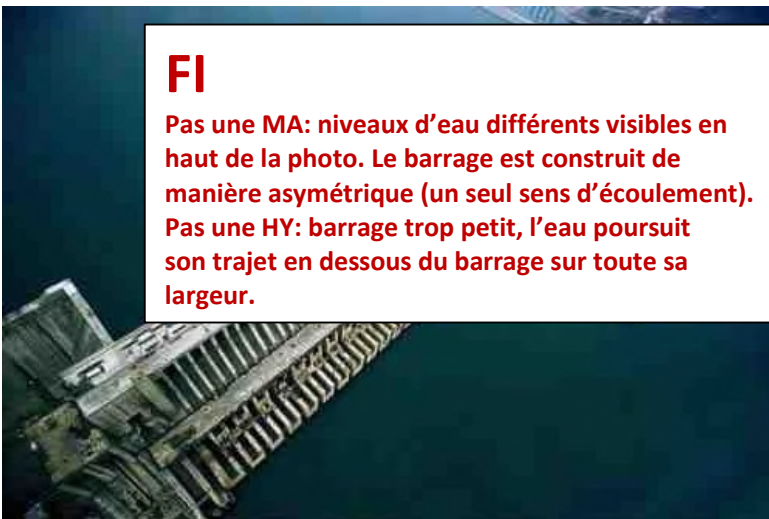 FI
Pas une MA: niveaux d’eau différents visibles en
haut de la photo. Le barrage est construit de
manière asymétrique (un seul sens d’écoulement).
Pas une HY: barrage trop petit, l’eau poursuit
son trajet en dessous du barrage sur toute sa
largeur.